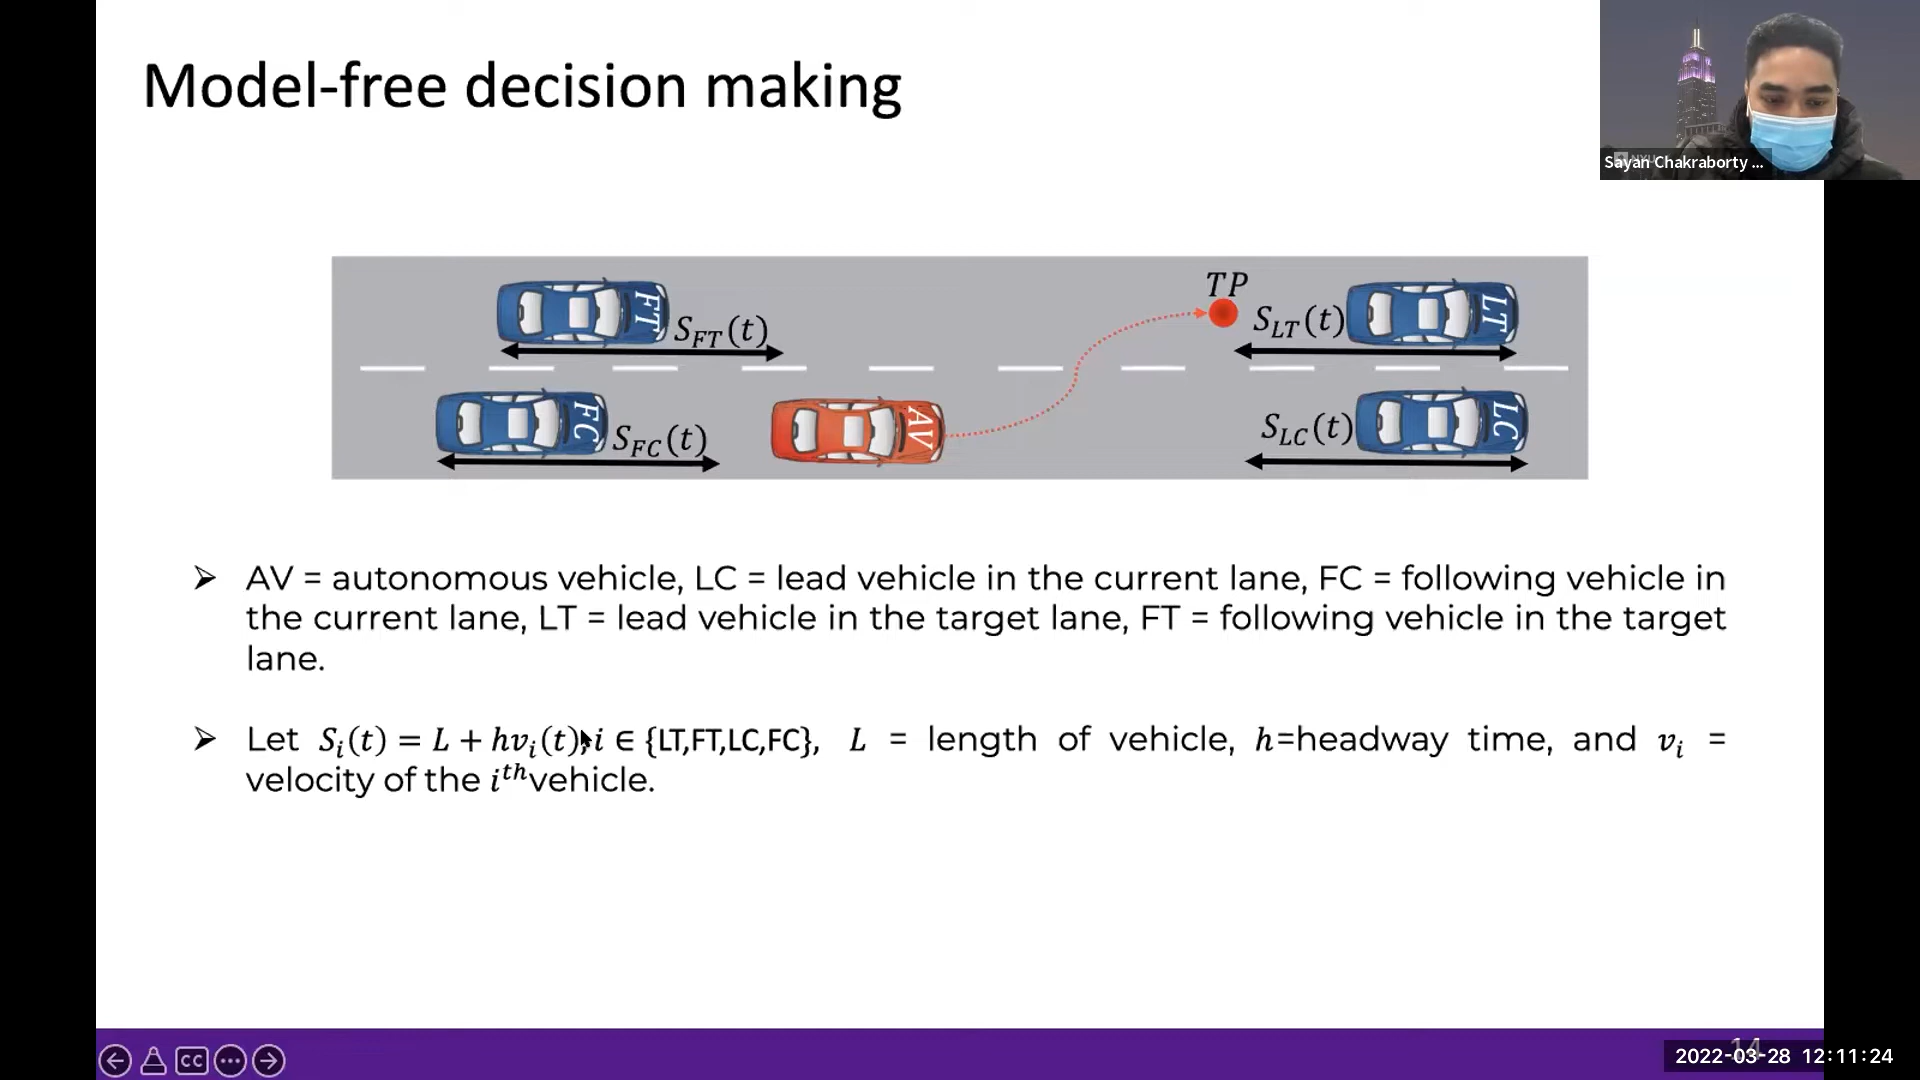 Model-free decision making
Sayan Chakraborty ...
TP
FT
S_FT(t)
S_LT(t)
LT
FC
S_FC(t)
AV
S_LC(t)
LC
➢ AV = autonomous vehicle, LC = lead vehicle in the current lane, FC = following vehicle in
the current lane, LT = lead vehicle in the target lane, FT = following vehicle in the target
lane.
➢ Let S_i(t) = L + hv_i(t), i ∈ {LT,FT,LC,FC}, L = length of vehicle, h=headway time, and v_i =
velocity of the i^th vehicle.
CC
14
2022-03-28 12:11:24